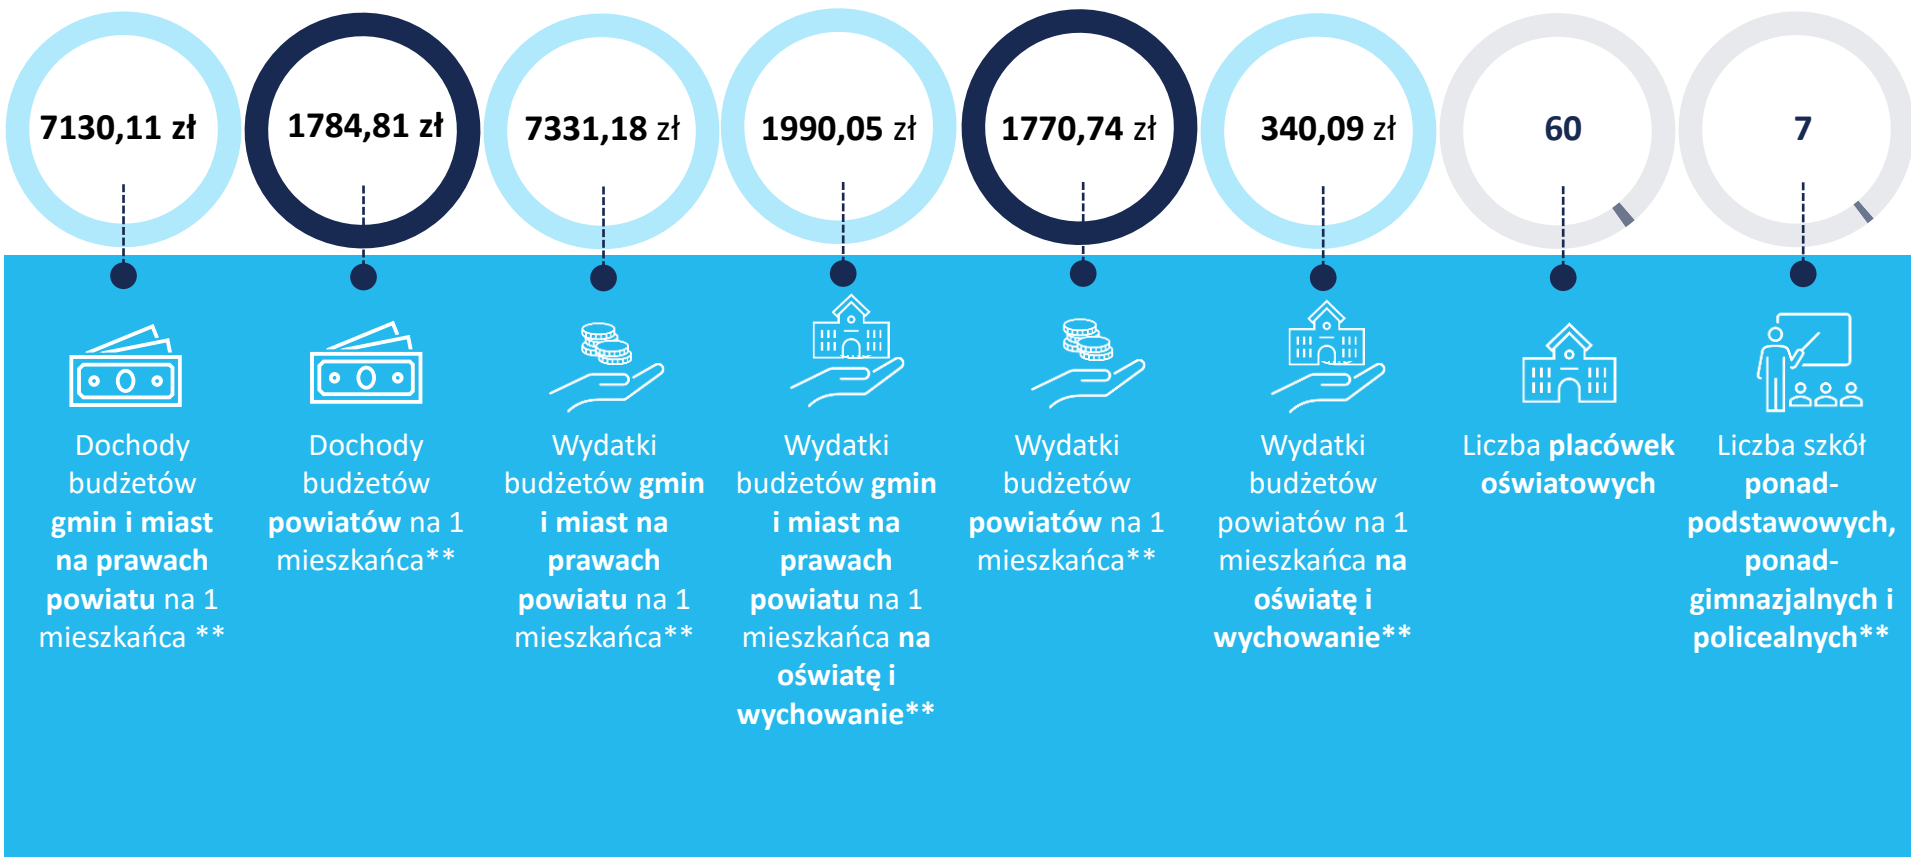 7130,11 zł
1784,81 zł
7331,18 zł
1990,05 zł
1770,74 zł
340,09 zł
60
7
Dochody
budżetów
gmin i miast
na prawach
powiatu na 1
mieszkańca **
Dochody
budżetów
powiatów na 1
mieszkańca**
Wydatki
budżetów gmin
i miast na
prawach
powiatu na 1
mieszkańca**
Wydatki
budżetów gmin
i miast na
prawach
powiatu na 1
mieszkańca na
oświatę i
wychowanie**
Wydatki
budżetów
powiatów na 1
mieszkańca**
Wydatki
budżetów
powiatów na 1
mieszkańca na
oświatę i
wychowanie**
Liczba placówek
oświatowych
Liczba szkół
ponad-
podstawowych,
ponad-
gimnazjalnych i
policealnych**